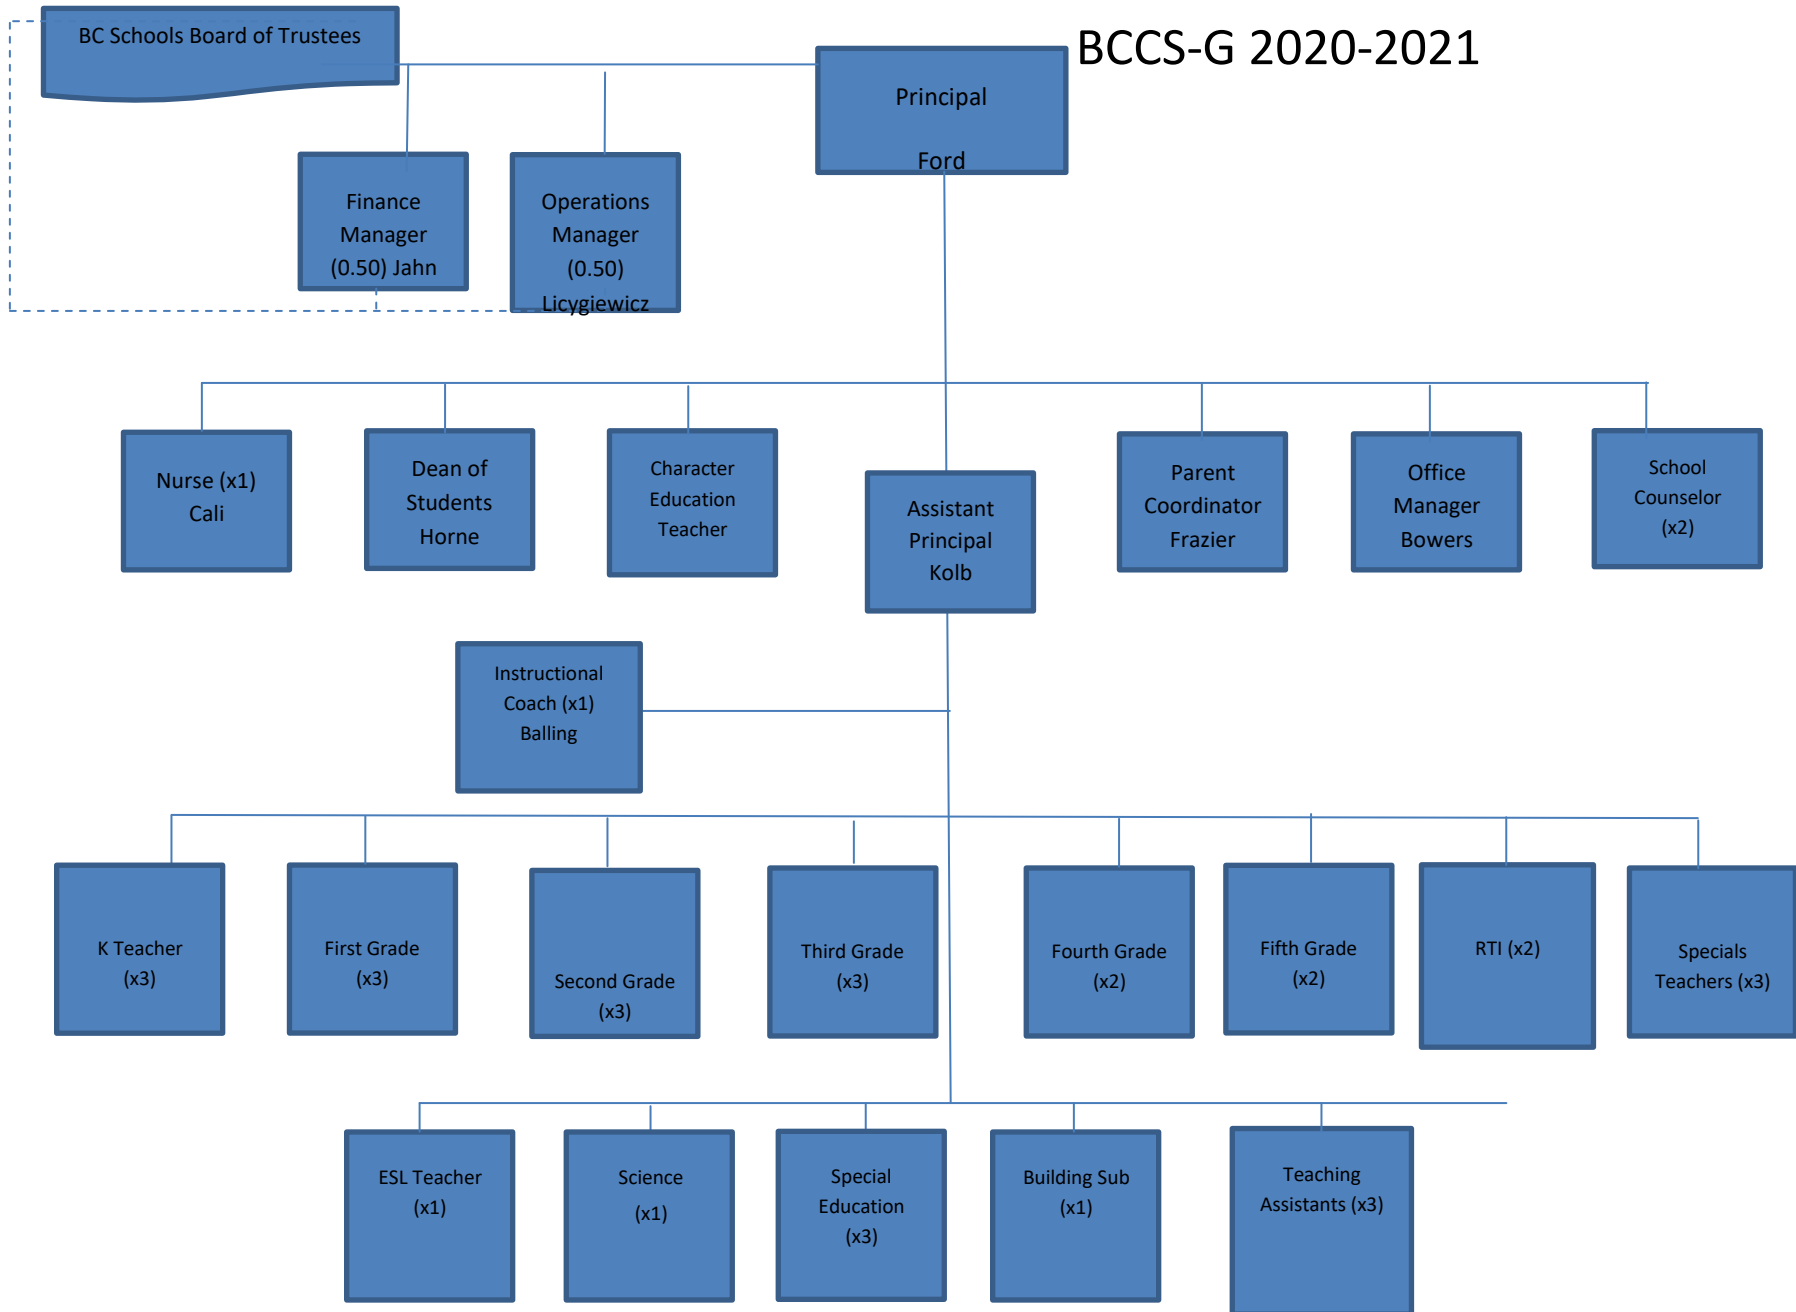 BC Schools Board of Trustees
BCCS-G 2020-2021
Principal
Ford
Finance
Manager
(0.50) Jahn
Operations
Manager
(0.50)
Licygiewicz
Nurse (x1)
Cali
Dean of
Students
Horne
Character
Education
Teacher
Assistant
Principal
Kolb
Parent
Coordinator
Frazier
Office
Manager
Bowers
School
Counselor
(x2)
Instructional
Coach (x1)
Balling
K Teacher
(x3)
First Grade
(x3)
Second Grade
(x3)
Third Grade
(x3)
Fourth Grade
(x2)
Fifth Grade
(x2)
RTI (x2)
Specials
Teachers (x3)
ESL Teacher
(x1)
Science
(x1)
Special
Education
(x3)
Building Sub
(x1)
Teaching
Assistants (x3)